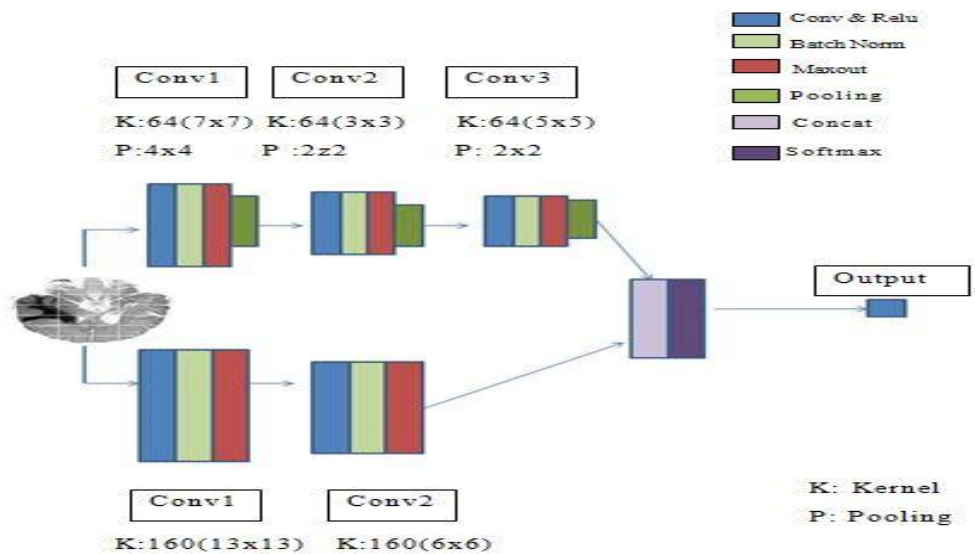 Conv & Relu
Batch Norm
Maxout
Pooling
Concat
Softmax
Conv1 Conv2 Conv3
K:64(7x7) K:64(3x3) K:64(5x5)
P:4x4 P :2z2 P: 2x2
Output
Conv1 Conv2
K:160(13x13) K:160(6x6)
K: Kernel
P: Pooling